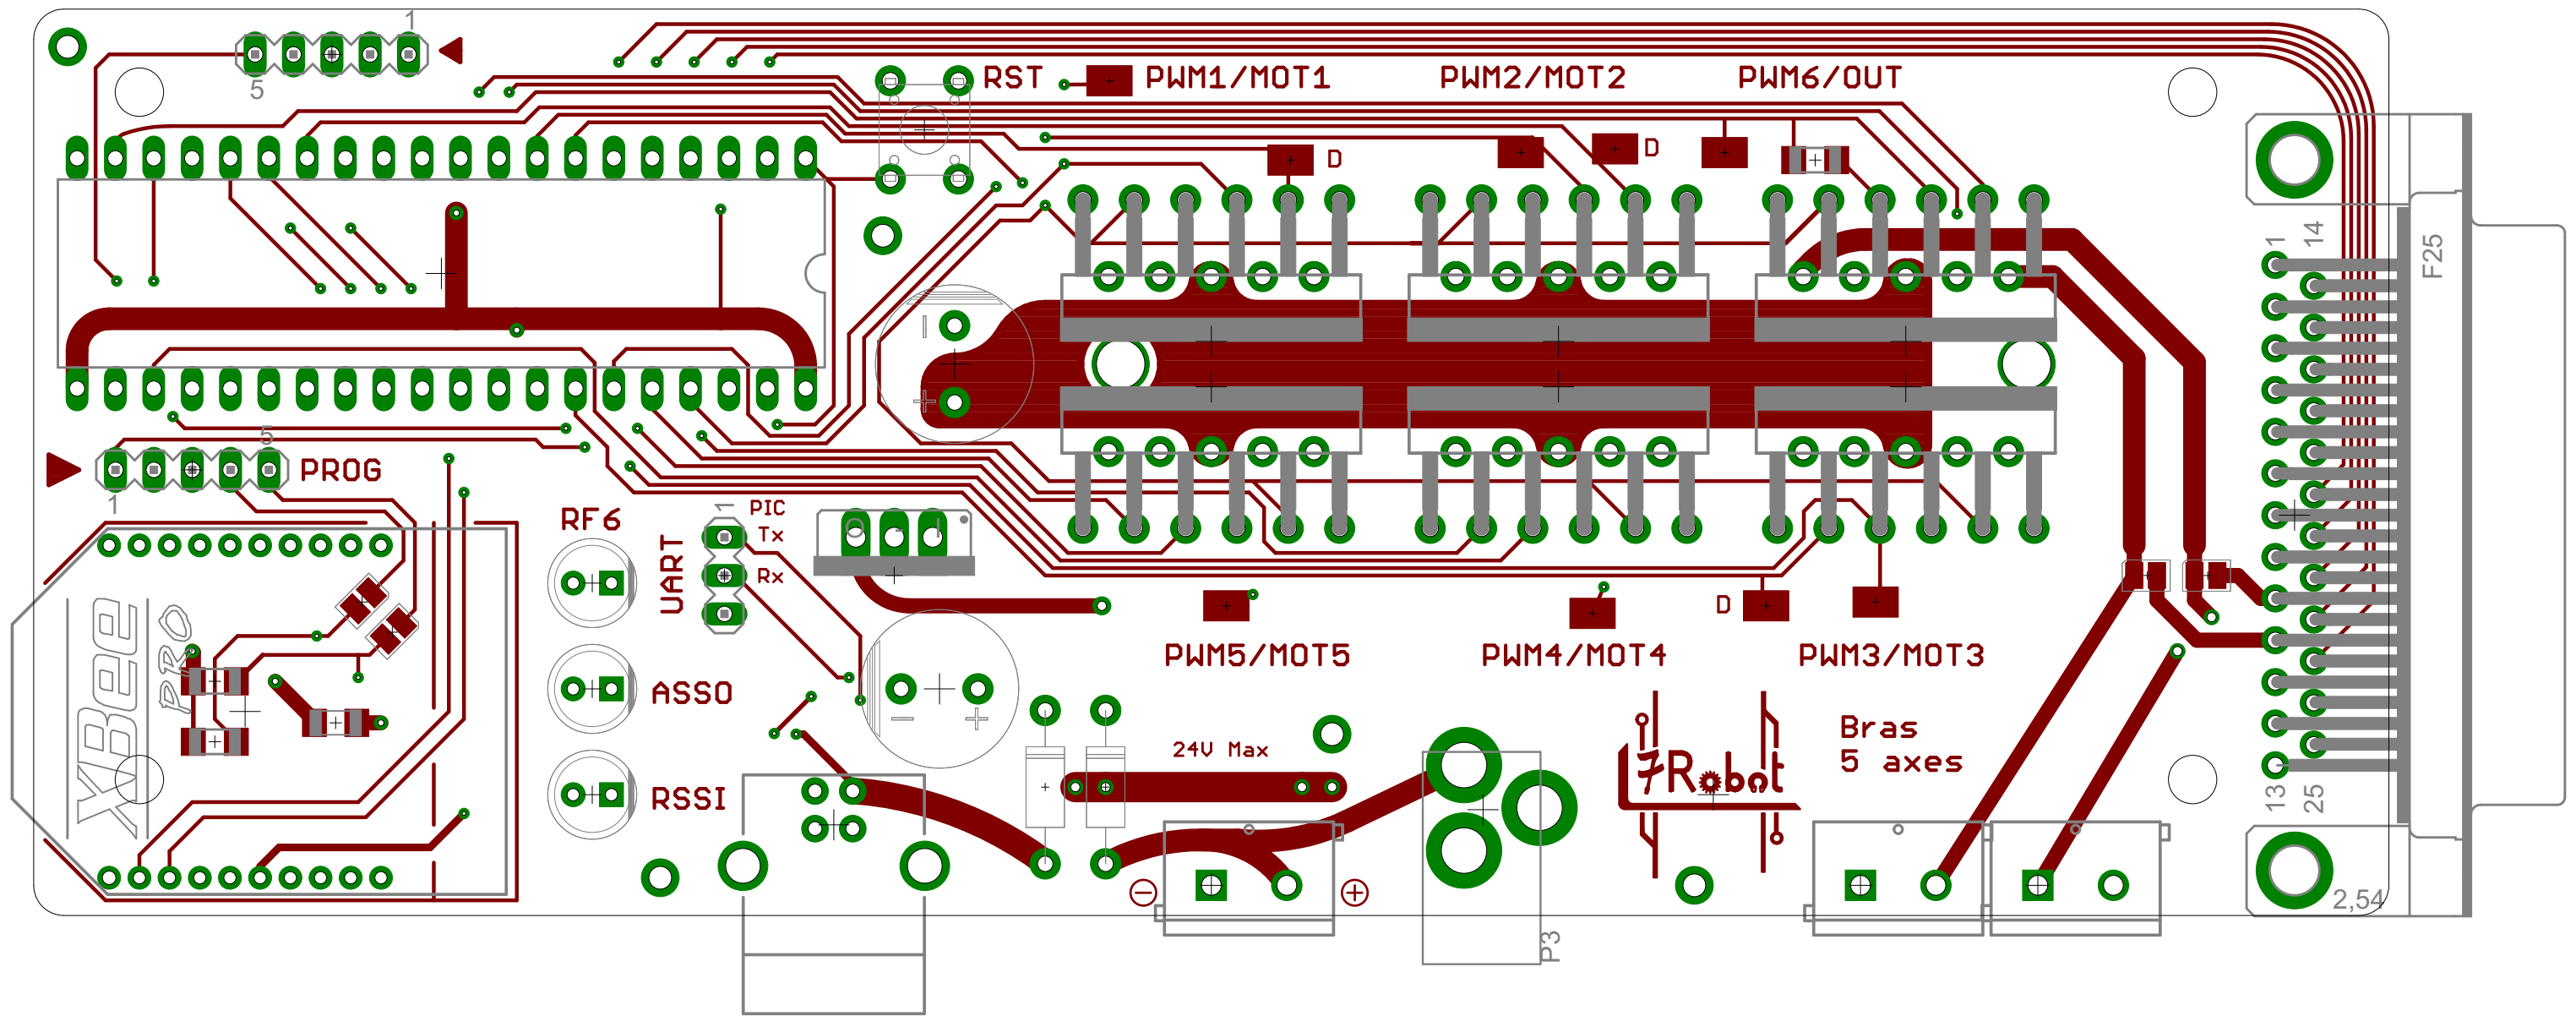 1
5
RST
PWM1/MOT1
PWM2/MOT2
PWM6/OUT
D
D
1
14
F25
−
+
5
PROG
1
RF6
1
PIC
Tx
UART
Rx
O
I
D
PWM5/MOT5
PWM4/MOT4
PWM3/MOT3
XBee
PRO
ASSO
− +
24V Max
7Robot
Bras
5 axes
RSSI
13
25
− +
2,54
P3